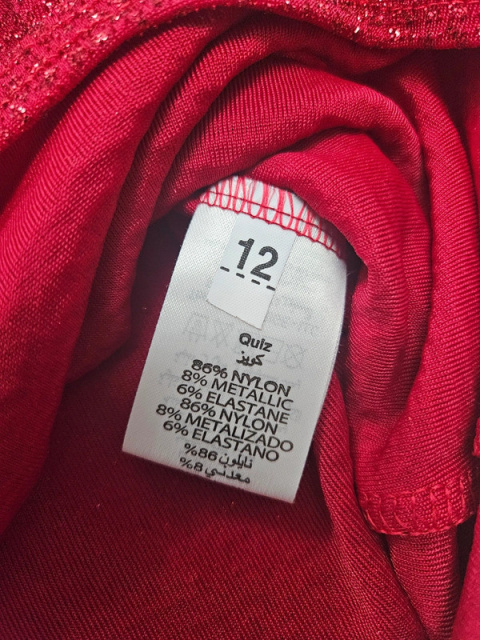 12
Quiz
كويز
86% NYLON
8% METALLIC
6% ELASTANE
86% NYLON
8% METALIZADO
6% ELASTANO
%86 نايلون
%8 معدني